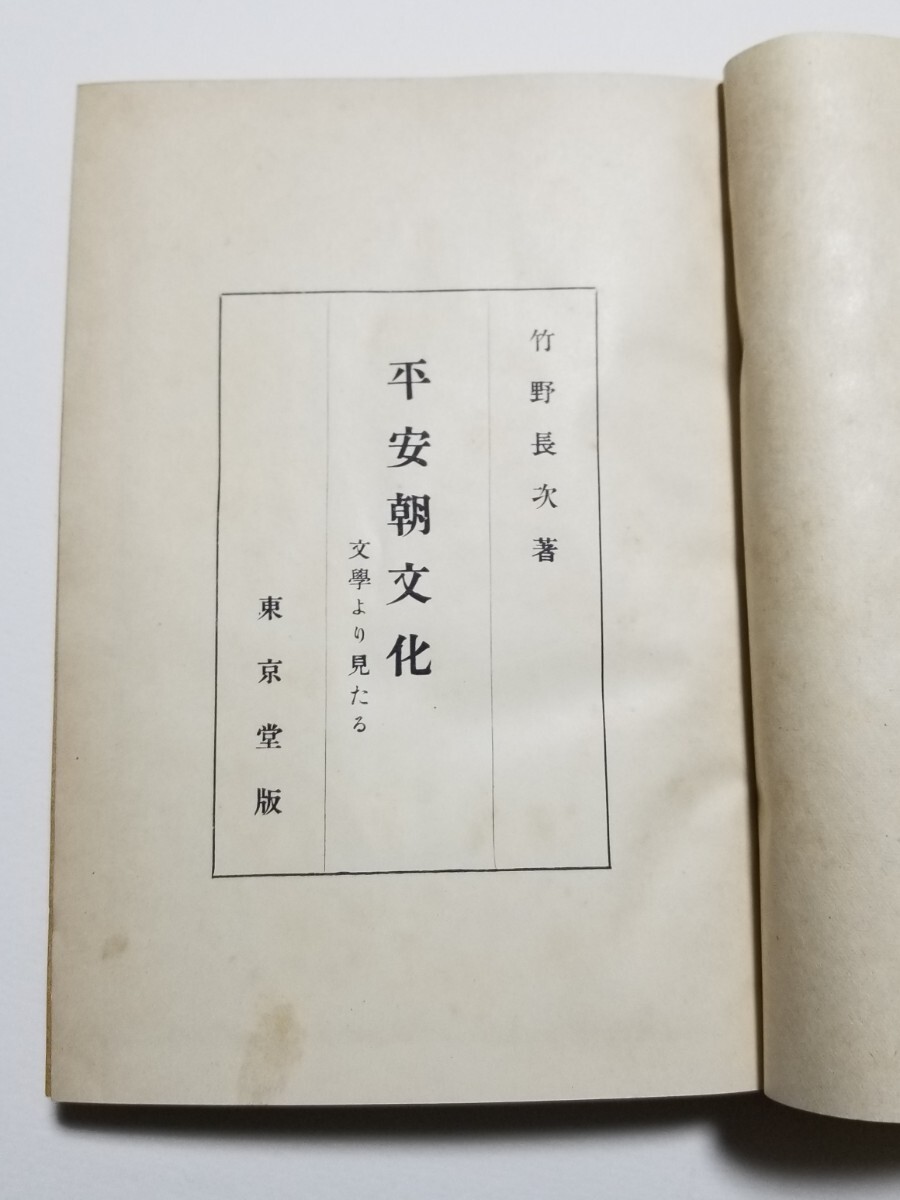 竹野長次著
平安朝文化
文學より見たる
東京堂版